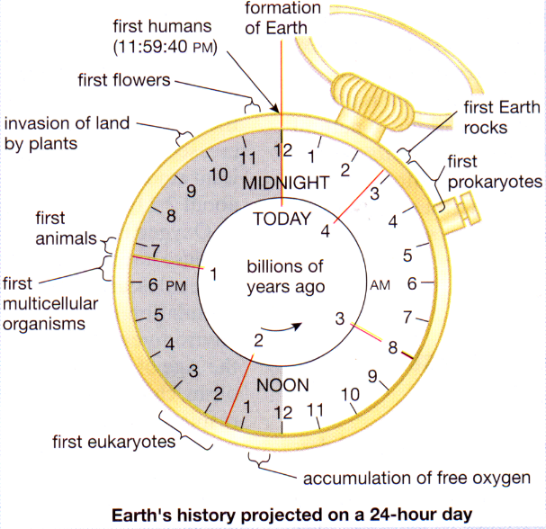 formation
of Earth
first humans
(11:59:40 PM)
first flowers
first Earth
rocks
invasion of land
by plants
first
prokaryotes
first
animals
first
multicellular
organisms
12
1
2
3
4
5
6
7
8
9
10
11
12
1
2
3
4
5
6
7
8
9
10
11
MIDNIGHT
TODAY
4
billions of
years ago
1
PM
AM
3
2
NOON
first eukaryotes
accumulation of free oxygen
Earth's history projected on a 24-hour day